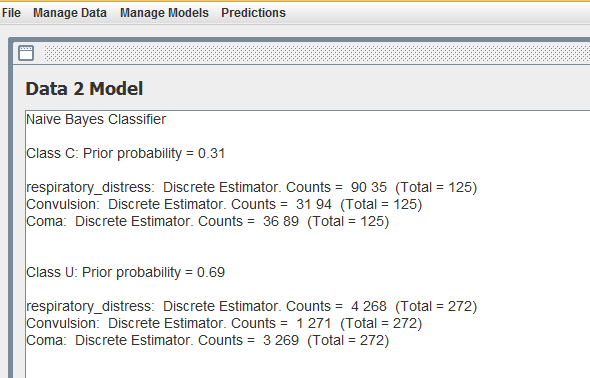 File Manage Data Manage Models Predictions
Data 2 Model
Naive Bayes Classifier
Class C: Prior probability = 0.31
respiratory_distress: Discrete Estimator. Counts = 90 35 (Total = 125)
Convulsion: Discrete Estimator. Counts = 31 94 (Total = 125)
Coma: Discrete Estimator. Counts = 36 89 (Total = 125)
Class U: Prior probability = 0.69
respiratory_distress: Discrete Estimator. Counts = 4 268 (Total = 272)
Convulsion: Discrete Estimator. Counts = 1 271 (Total = 272)
Coma: Discrete Estimator. Counts = 3 269 (Total = 272)